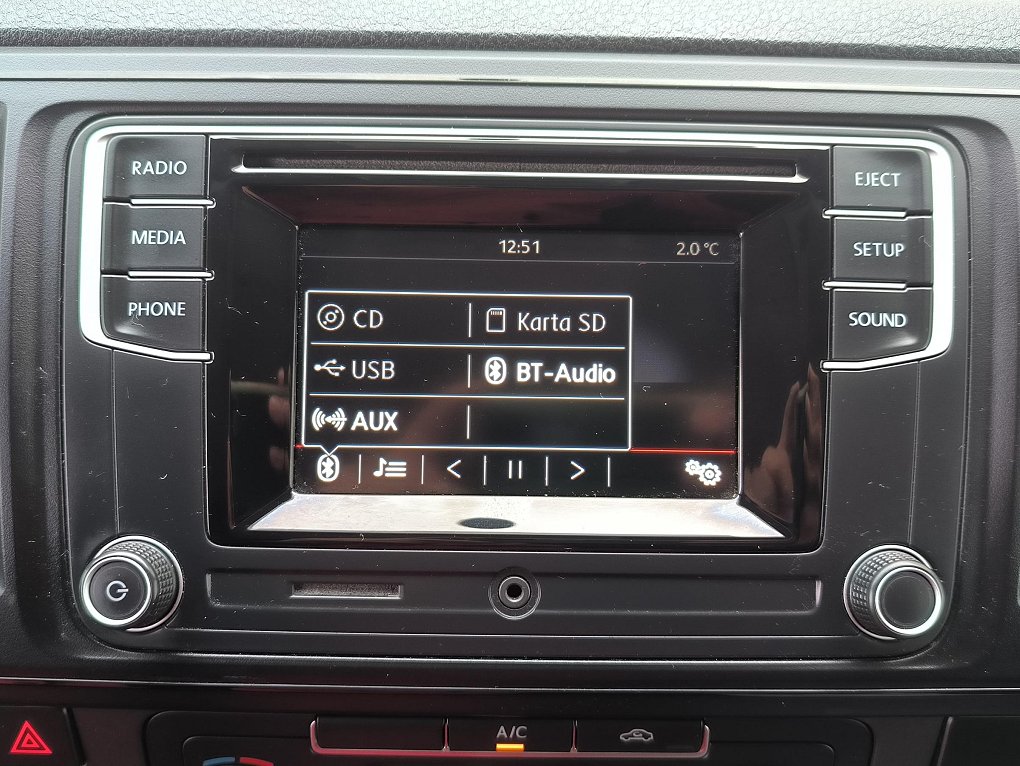 RADIO
EJECT
MEDIA
SETUP
PHONE
SOUND
12:51 2.0 °C
CD Karta SD
USB BT-Audio
AUX
A/C